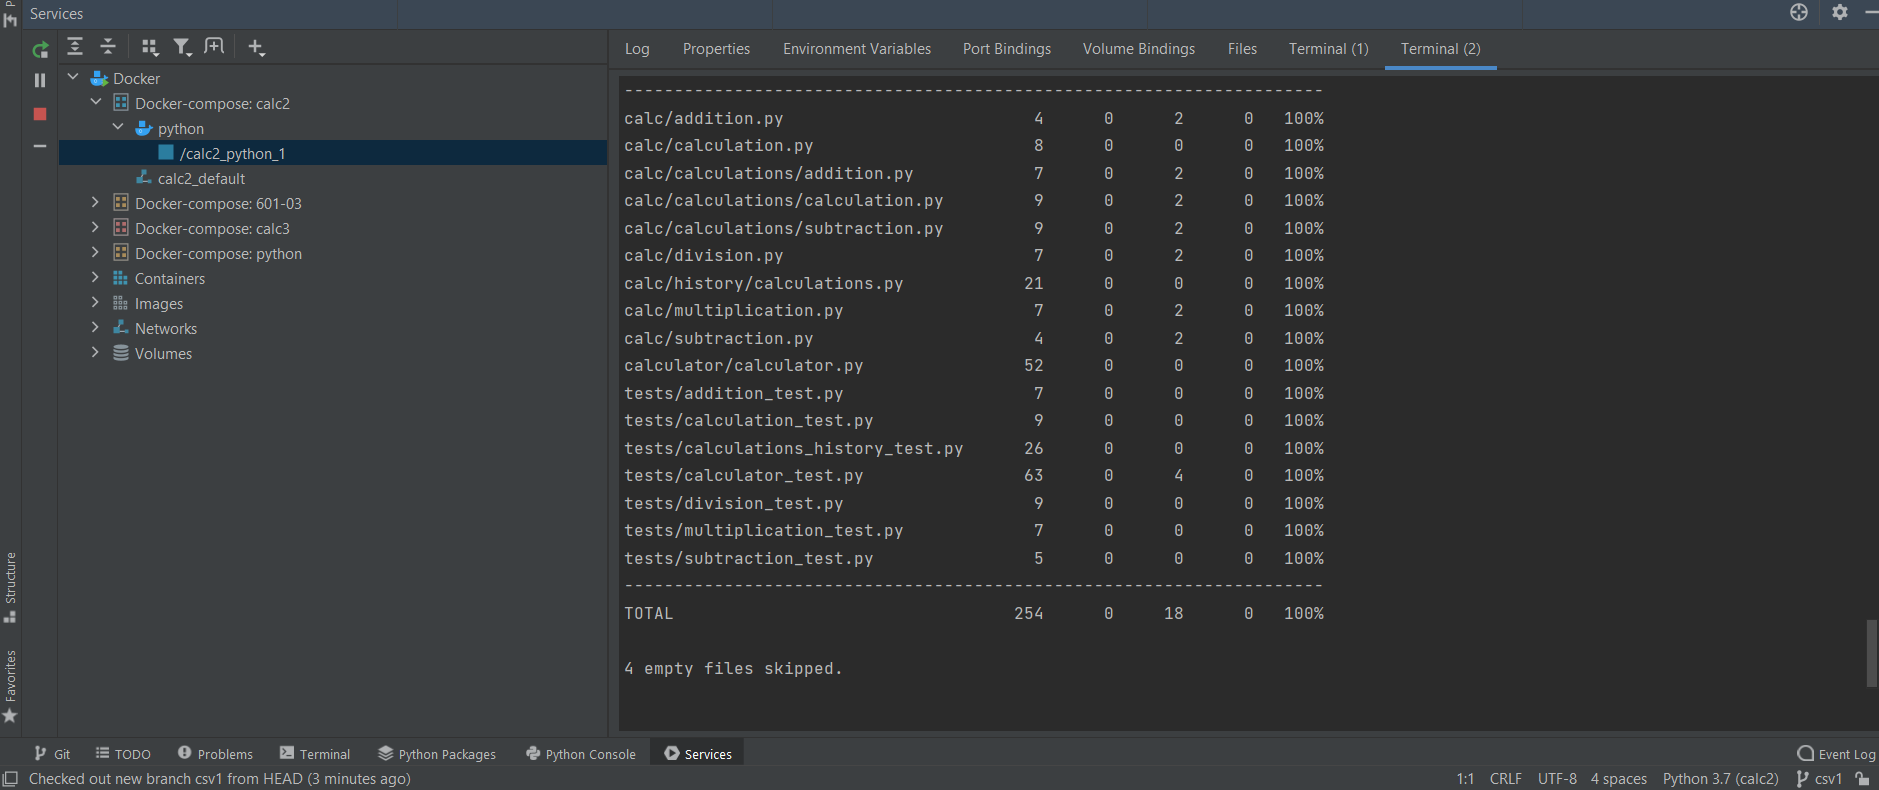 Services
Log Properties Environment Variables Port Bindings Volume Bindings Files Terminal (1) Terminal (2)
Docker
Docker-compose: calc2
python
/calc2_python_1
calc2_default
Docker-compose: 601-03
Docker-compose: calc3
Docker-compose: python
Containers
Images
Networks
Volumes
----------------------------------------------------------------------
calc/addition.py 4 0 2 0 100%
calc/calculation.py 8 0 0 0 100%
calc/calculations/addition.py 7 0 2 0 100%
calc/calculations/calculation.py 9 0 2 0 100%
calc/calculations/subtraction.py 9 0 2 0 100%
calc/division.py 7 0 2 0 100%
calc/history/calculations.py 21 0 0 0 100%
calc/multiplication.py 7 0 2 0 100%
calc/subtraction.py 4 0 2 0 100%
calculator/calculator.py 52 0 0 0 100%
tests/addition_test.py 7 0 0 0 100%
tests/calculation_test.py 9 0 0 0 100%
tests/calculations_history_test.py 26 0 0 0 100%
tests/calculator_test.py 63 0 4 0 100%
tests/division_test.py 9 0 0 0 100%
tests/multiplication_test.py 7 0 0 0 100%
tests/subtraction_test.py 5 0 0 0 100%
----------------------------------------------------------------------
TOTAL 254 0 18 0 100%
4 empty files skipped.
Structure
Favorites
Git TODO Problems Terminal Python Packages Python Console Services Event Log
Checked out new branch csv1 from HEAD (3 minutes ago) 1:1 CRLF UTF-8 4 spaces Python 3.7 (calc2) csv1